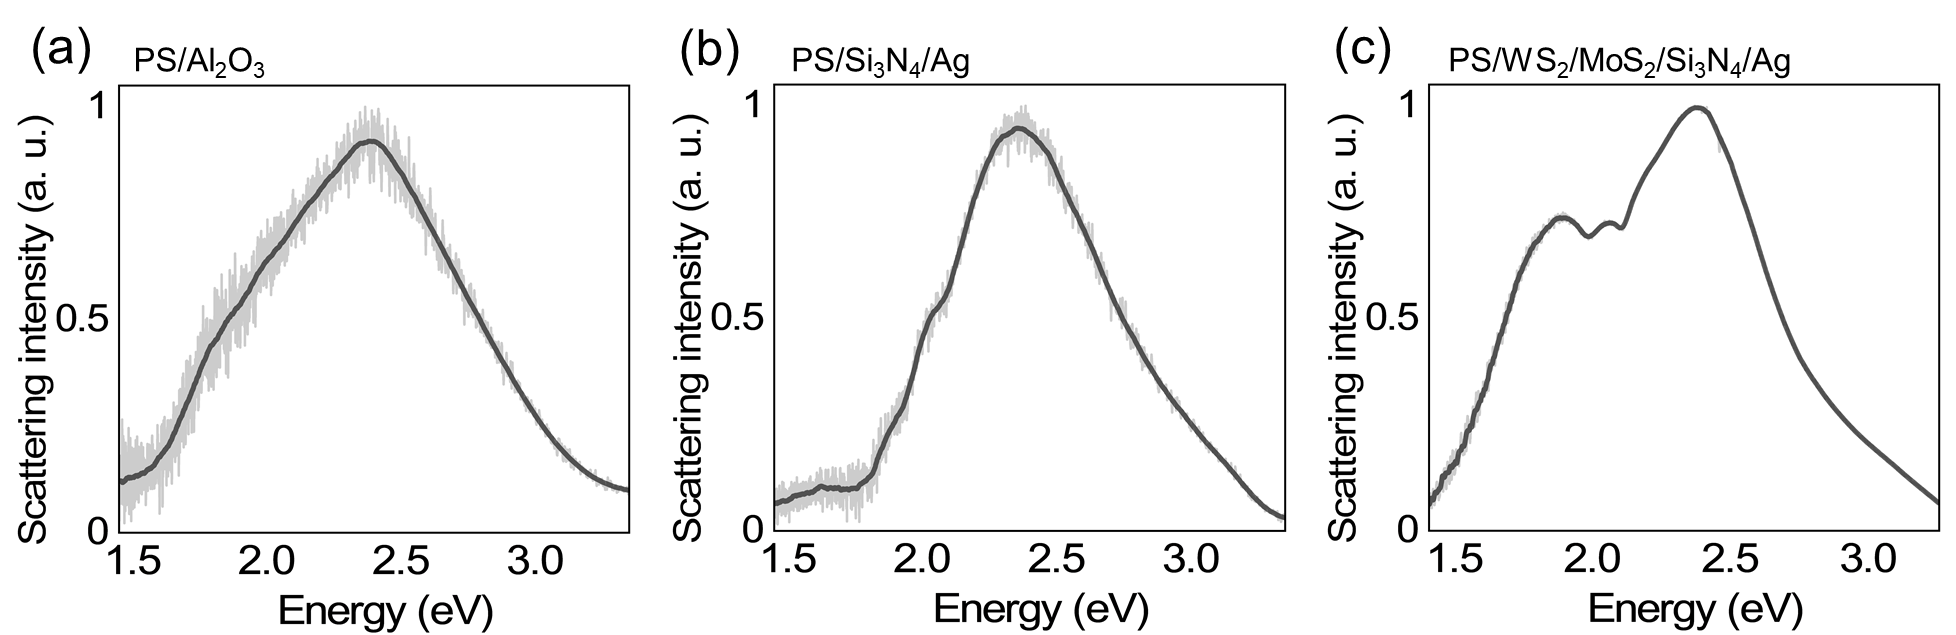 (a) PS/Al₂O₃
1
0.5
0
1.5 2.0 2.5 3.0
Energy (eV)
Scattering intensity (a. u.)
(b) PS/Si₃N₄/Ag
1
0.5
0
1.5 2.0 2.5 3.0
Energy (eV)
Scattering intensity (a. u.)
(c) PS/WS₂/MoS₂/Si₃N₄/Ag
1
0.5
0
1.5 2.0 2.5 3.0
Energy (eV)
Scattering intensity (a. u.)